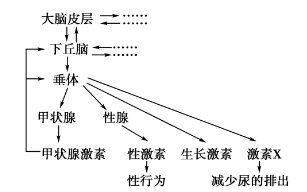 大脑皮层
下丘脑
垂体
甲状腺 性腺
甲状腺激素 性激素 生长激素 激素X
性行为 减少尿的排出